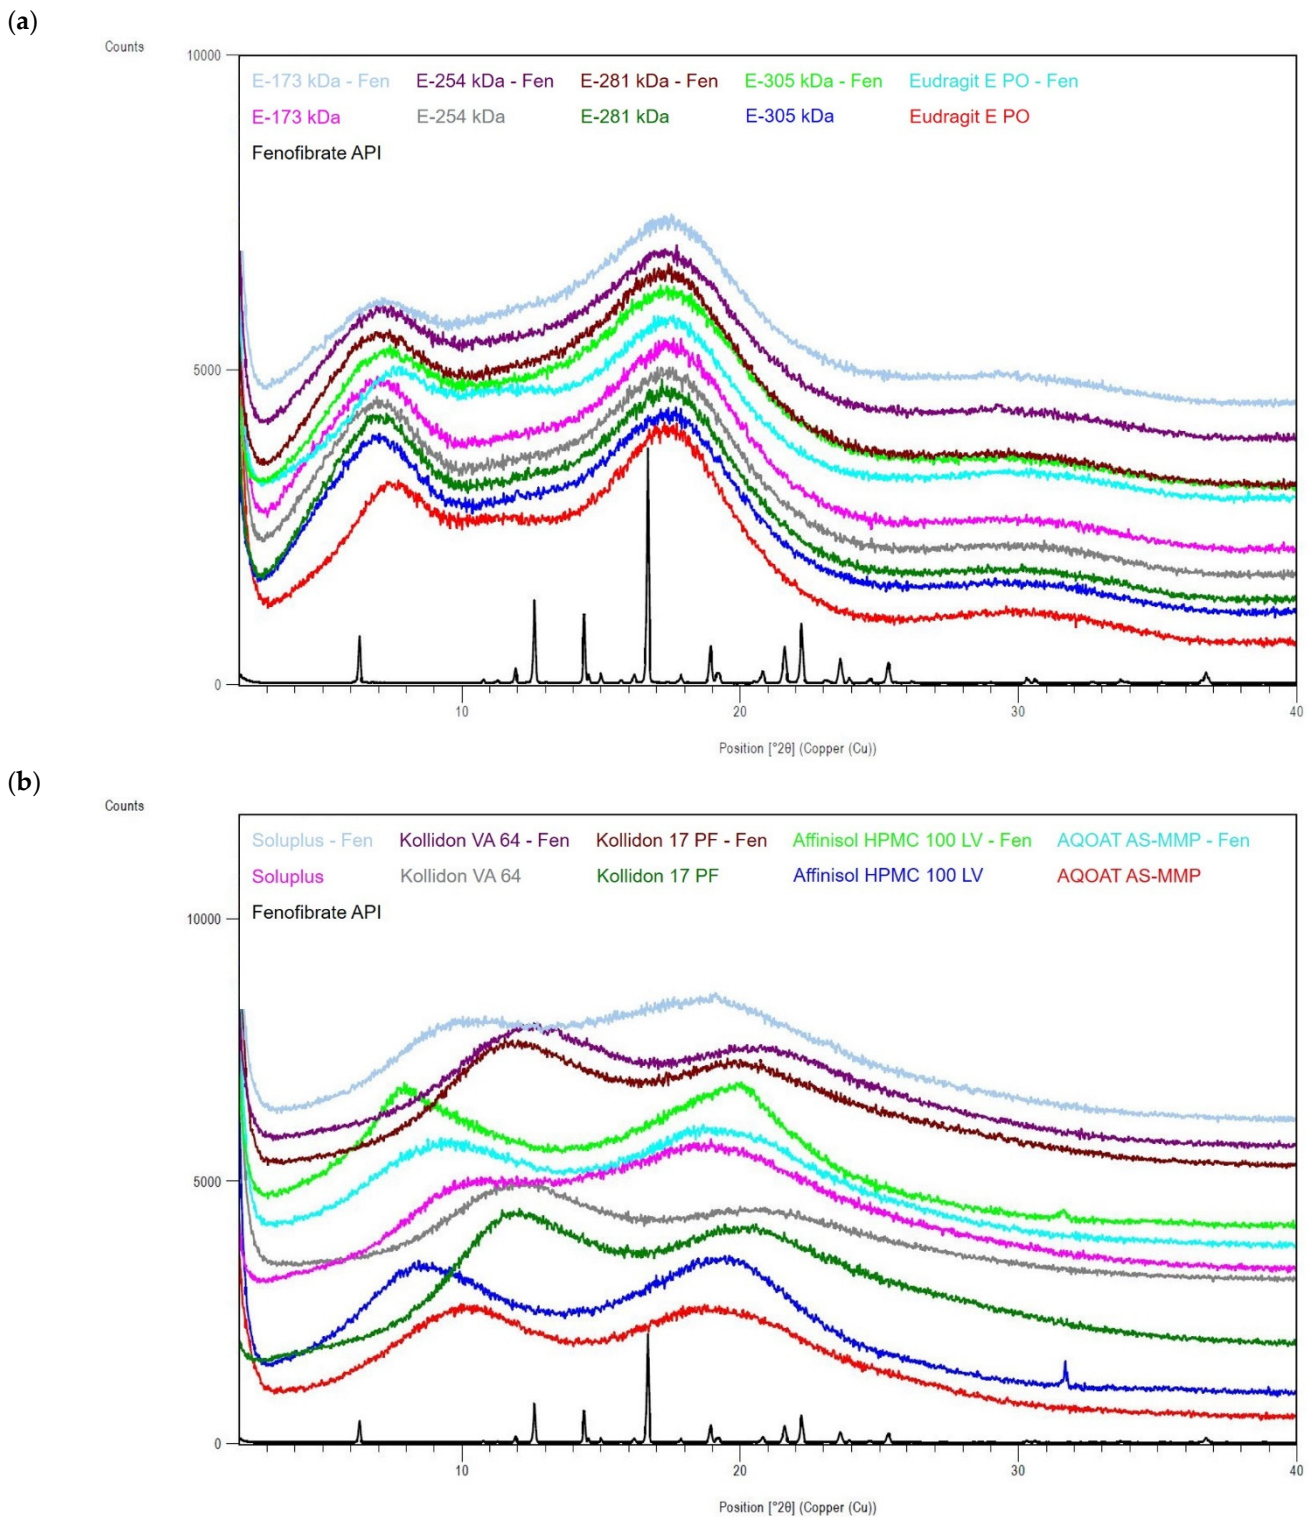 (a)
Counts
10000
E-173 kDa - Fen E-254 kDa - Fen E-281 kDa - Fen E-305 kDa - Fen Eudragit E PO - Fen
E-173 kDa E-254 kDa E-281 kDa E-305 kDa Eudragit E PO
Fenofibrate API
5000
0
10 20 30 40
Position [°2θ] (Copper (Cu))
(b)
Counts
Soluplus - Fen Kollidon VA 64 - Fen Kollidon 17 PF - Fen Affinisol HPMC 100 LV - Fen AQOAT AS-MMP - Fen
Soluplus Kollidon VA 64 Kollidon 17 PF Affinisol HPMC 100 LV AQOAT AS-MMP
Fenofibrate API
10000
5000
0
10 20 30 40
Position [°2θ] (Copper (Cu))